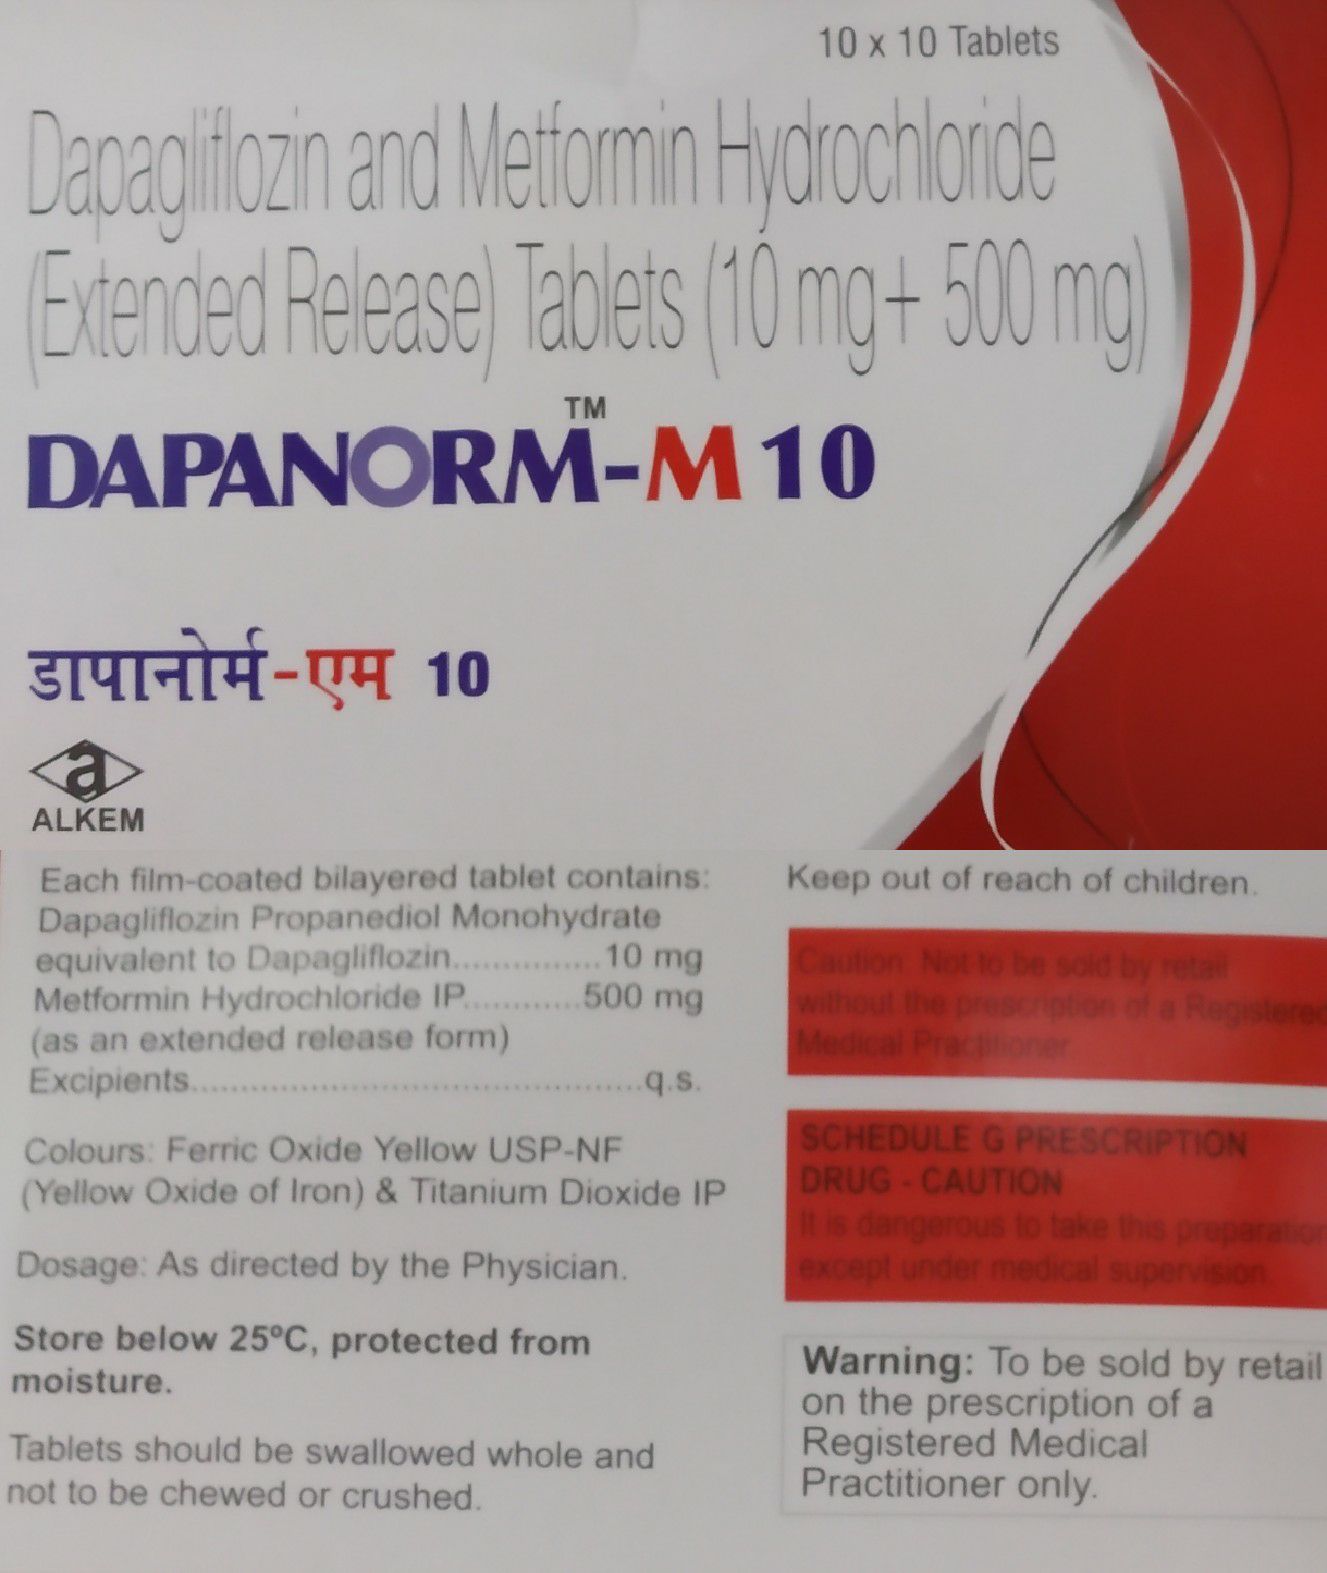 10 x 10 Tablets
Dapagliflozin and Metformin Hydrochloride
(Extended Release) Tablets (10 mg + 500 mg)
DAPANORM™-M 10
डापानोर्म-एम 10
a
ALKEM
Each film-coated bilayered tablet contains:
Dapagliflozin Propanediol Monohydrate
equivalent to Dapagliflozin...............10 mg
Metformin Hydrochloride IP............500 mg
(as an extended release form)
Excipients.............................................q.s.
Colours: Ferric Oxide Yellow USP-NF
(Yellow Oxide of Iron) & Titanium Dioxide IP
Dosage: As directed by the Physician.
Store below 25ºC, protected from
moisture.
Tablets should be swallowed whole and
not to be chewed or crushed.
Keep out of reach of children.
Caution: Not to be sold by retail
without the prescription of a Registered
Medical Practitioner.
SCHEDULE G PRESCRIPTION
DRUG - CAUTION
It is dangerous to take this preparation
except under medical supervision.
Warning: To be sold by retail
on the prescription of a
Registered Medical
Practitioner only.